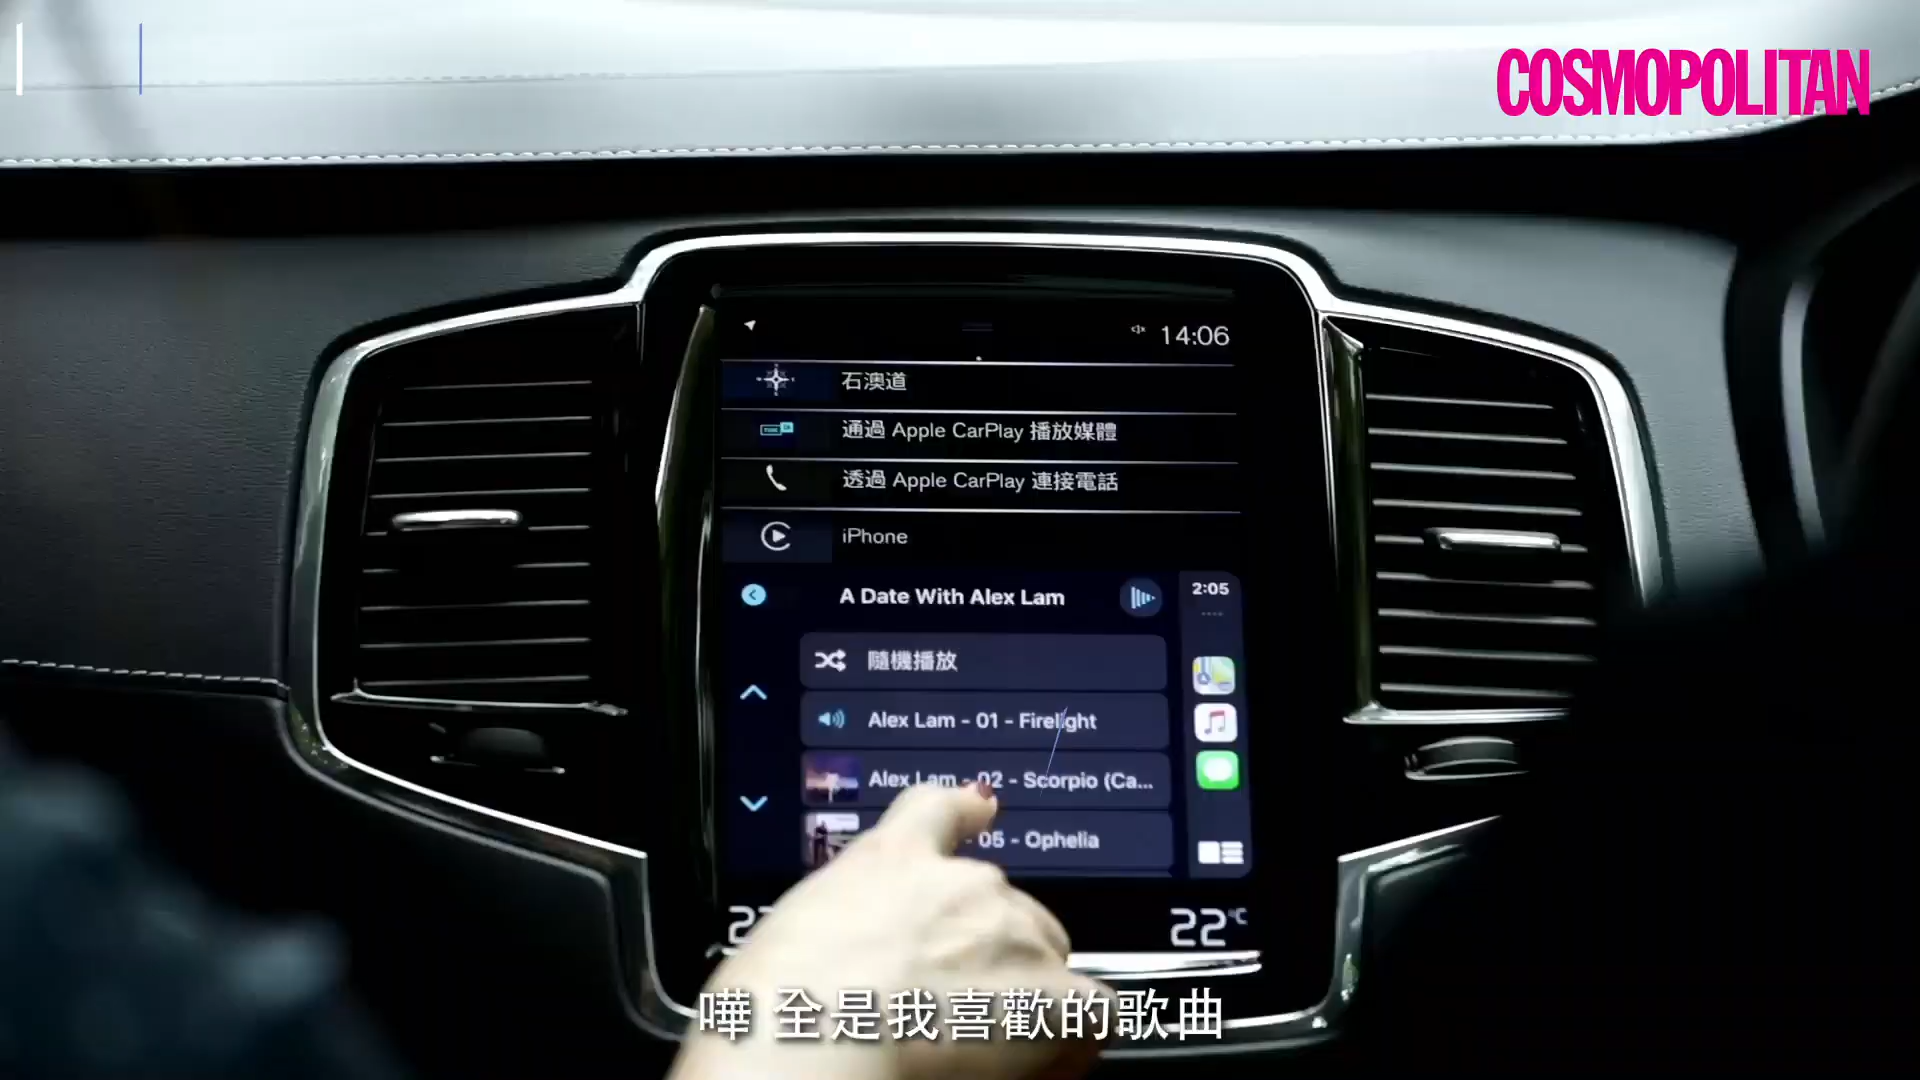 COSMOPOLITAN
14:06
石澳道
通過 Apple CarPlay 播放媒體
透過 Apple CarPlay 連接電話
iPhone
A Date With Alex Lam
2:05
隨機播放
Alex Lam - 01 - Firelight
Alex Lam - 02 - Scorpio (Ca...
- 05 - Ophelia
22°C
嘩 全是我喜歡的歌曲